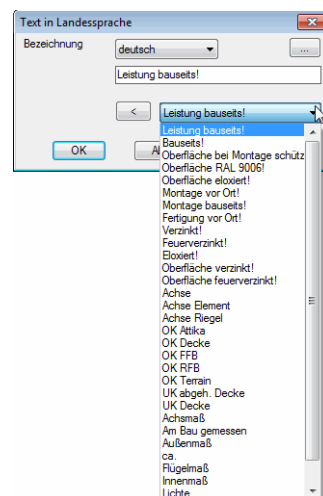 Text in Landessprache
Bezeichnung
deutsch
...
Leistung bauseits!
<
Leistung bauseits!
OK
Leistung bauseits!
Bauseits!
Oberfläche bei Montage schütz
Oberfläche RAL 9006!
Oberfläche eloxiert!
Montage vor Ort!
Montage bauseits!
Fertigung vor Ort!
Verzinkt!
Feuerverzinkt!
Eloxiert!
Oberfläche verzinkt!
Oberfläche feuerverzinkt!
Achse
Achse Element
Achse Riegel
OK Attika
OK Decke
OK FFB
OK RFB
OK Terrain
UK abgeh. Decke
UK Decke
Achsmaß
Am Bau gemessen
Außenmaß
ca.
Flügelmaß
Innenmaß
Lichte